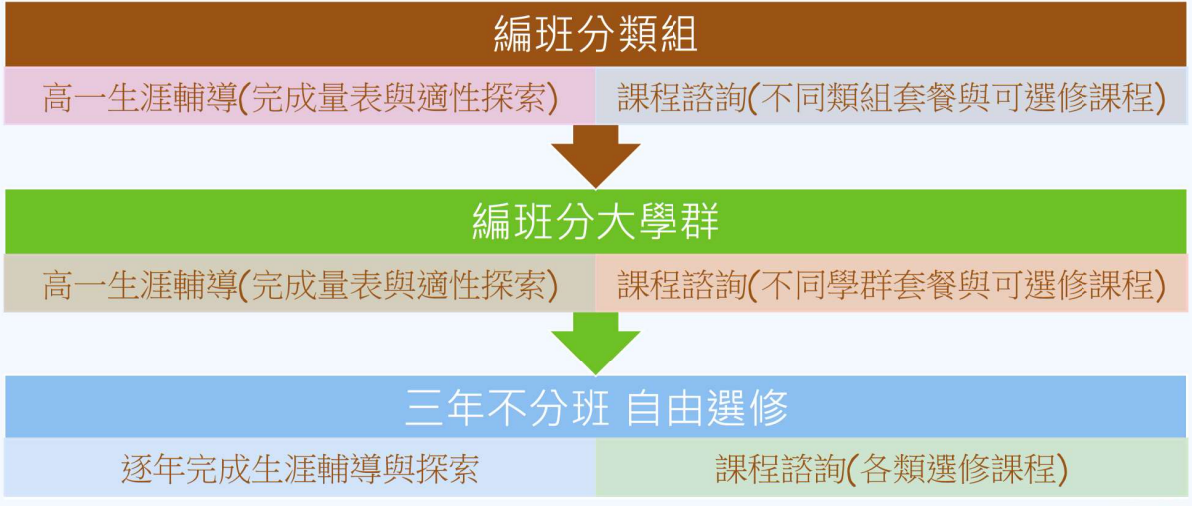 編班分類組
高一生涯輔導(完成量表與適性探索)
課程諮詢(不同類組套餐與可選修課程)
編班分大學群
高一生涯輔導(完成量表與適性探索)
課程諮詢(不同學群套餐與可選修課程)
三年不分班 自由選修
逐年完成生涯輔導與探索
課程諮詢(各類選修課程)